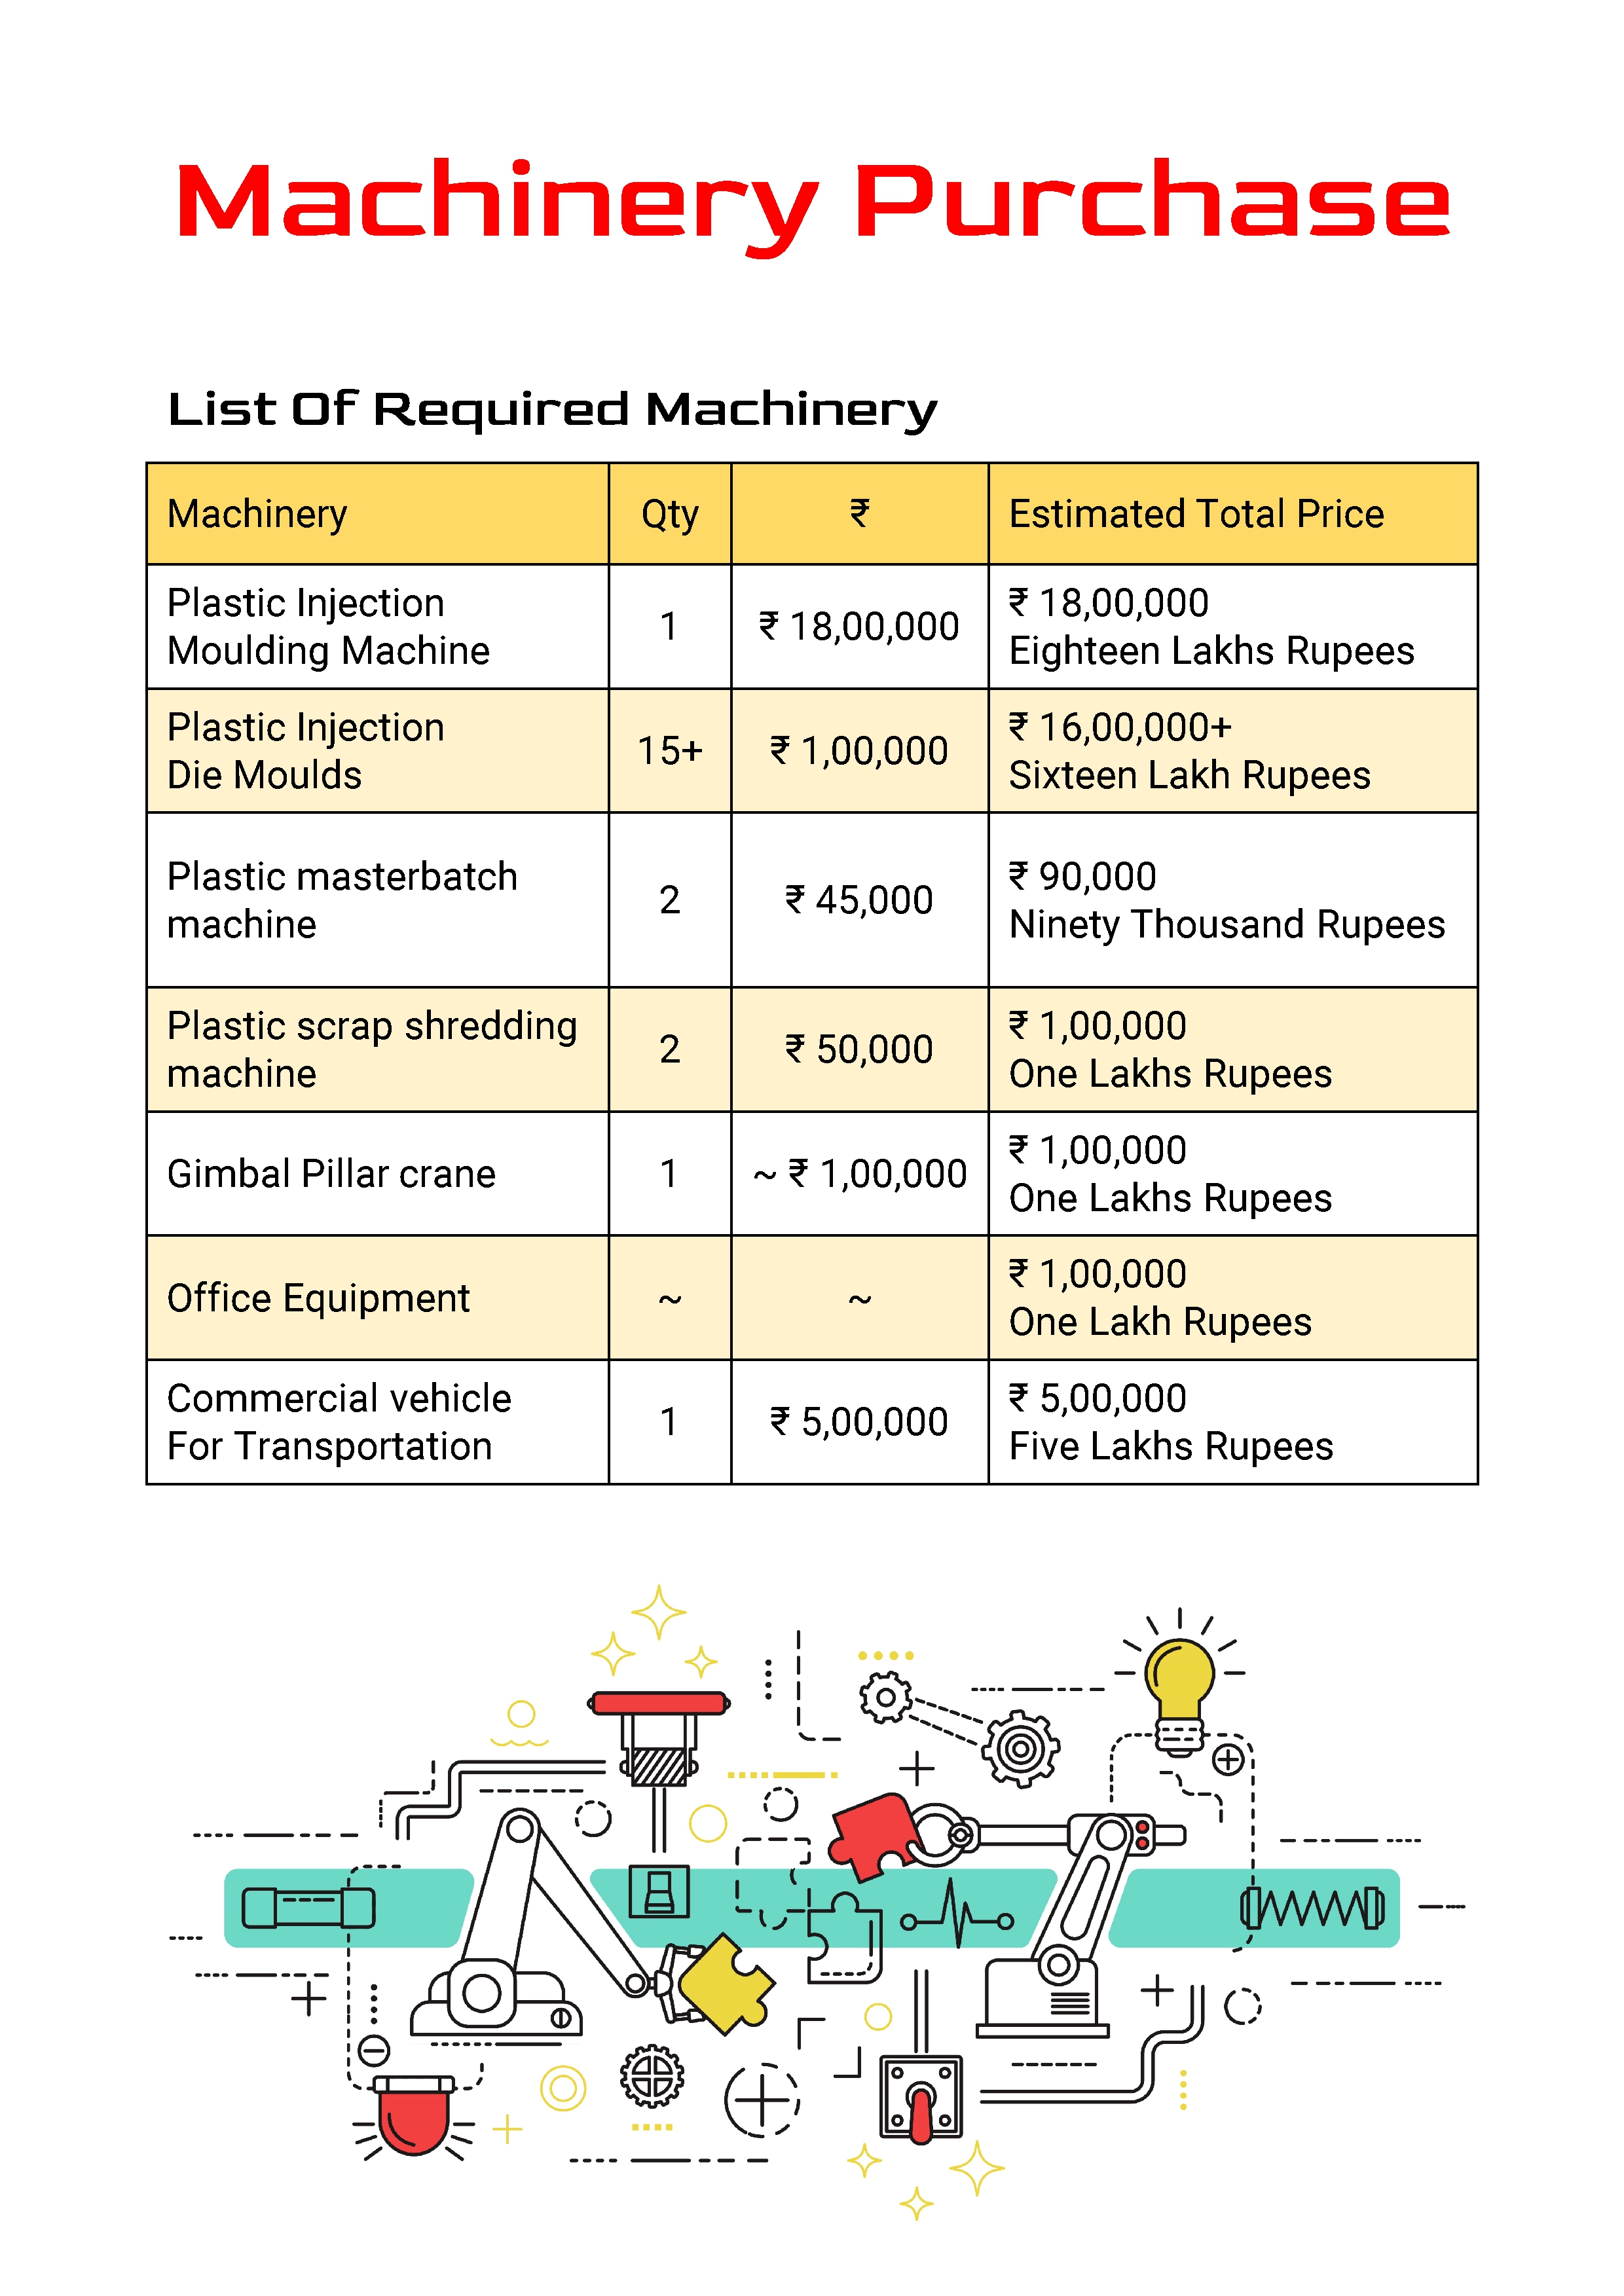 Machinery Purchase
List Of Required Machinery
Machinery Qty ₹ Estimated Total Price
Plastic Injection
Moulding Machine
1
₹ 18,00,000
₹ 18,00,000
Eighteen Lakhs Rupees
Plastic Injection
Die Moulds
15+
₹ 1,00,000
₹ 16,00,000+
Sixteen Lakh Rupees
Plastic masterbatch
machine
2
₹ 45,000
₹ 90,000
Ninety Thousand Rupees
Plastic scrap shredding
machine
2
₹ 50,000
₹ 1,00,000
One Lakhs Rupees
Gimbal Pillar crane
1
~ ₹ 1,00,000
₹ 1,00,000
One Lakhs Rupees
Office Equipment
~
~
₹ 1,00,000
One Lakh Rupees
Commercial vehicle
For Transportation
1
₹ 5,00,000
₹ 5,00,000
Five Lakhs Rupees